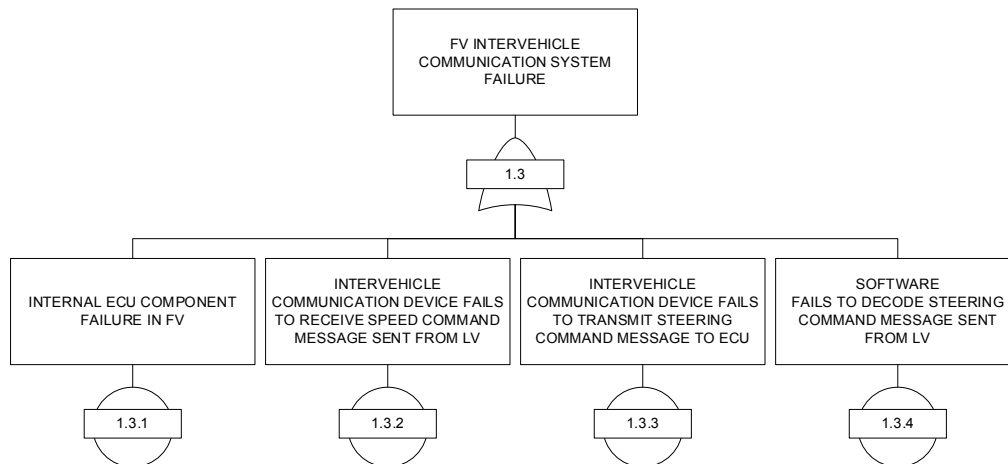 FV INTERVEHICLE
COMMUNICATION SYSTEM
FAILURE
1.3
INTERNAL ECU COMPONENT
FAILURE IN FV
INTERVEHICLE
COMMUNICATION DEVICE FAILS
TO RECEIVE SPEED COMMAND
MESSAGE SENT FROM LV
INTERVEHICLE
COMMUNICATION DEVICE FAILS
TO TRANSMIT STEERING
COMMAND MESSAGE TO ECU
SOFTWARE
FAILS TO DECODE STEERING
COMMAND MESSAGE SENT
FROM LV
1.3.1
1.3.2
1.3.3
1.3.4